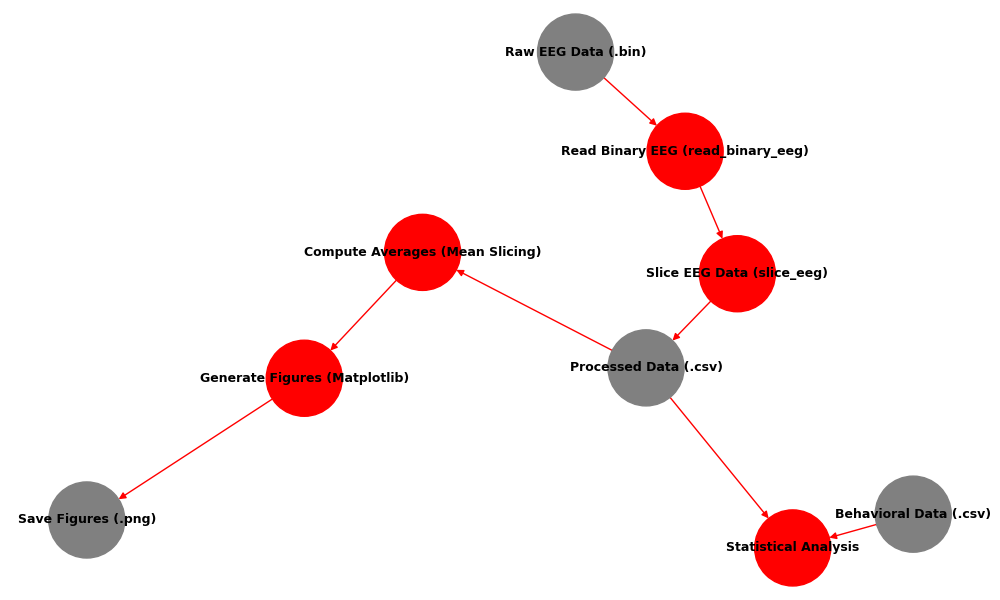 Raw EEG Data (.bin)
Read Binary EEG (read_binary_eeg)
Compute Averages (Mean Slicing)
Slice EEG Data (slice_eeg)
Processed Data (.csv)
Generate Figures (Matplotlib)
Behavioral Data (.csv)
Save Figures (.png)
Statistical Analysis